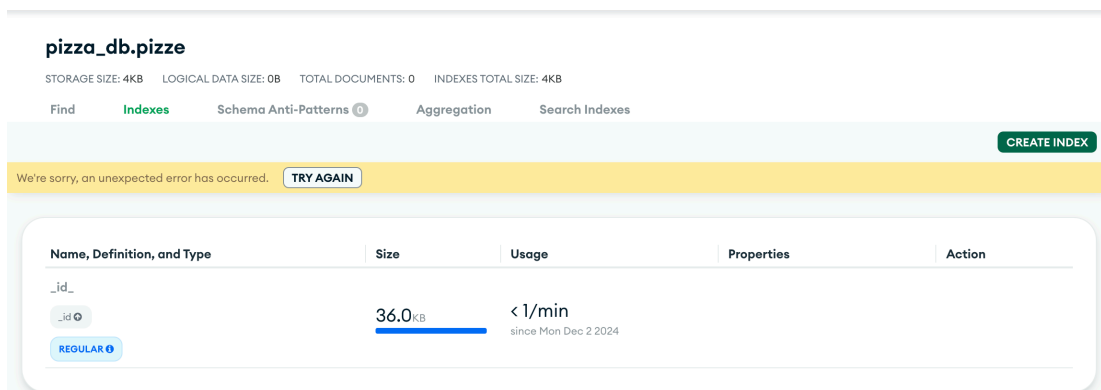 pizza_db.pizze
STORAGE SIZE: 4KB LOGICAL DATA SIZE: 0B TOTAL DOCUMENTS: 0 INDEXES TOTAL SIZE: 4KB
Find Indexes Schema Anti-Patterns 0 Aggregation Search Indexes
CREATE INDEX
We're sorry, an unexpected error has occurred. TRY AGAIN
Name, Definition, and Type Size Usage Properties Action
_id_
_id
REGULAR
36.0KB
< 1/min
since Mon Dec 2 2024